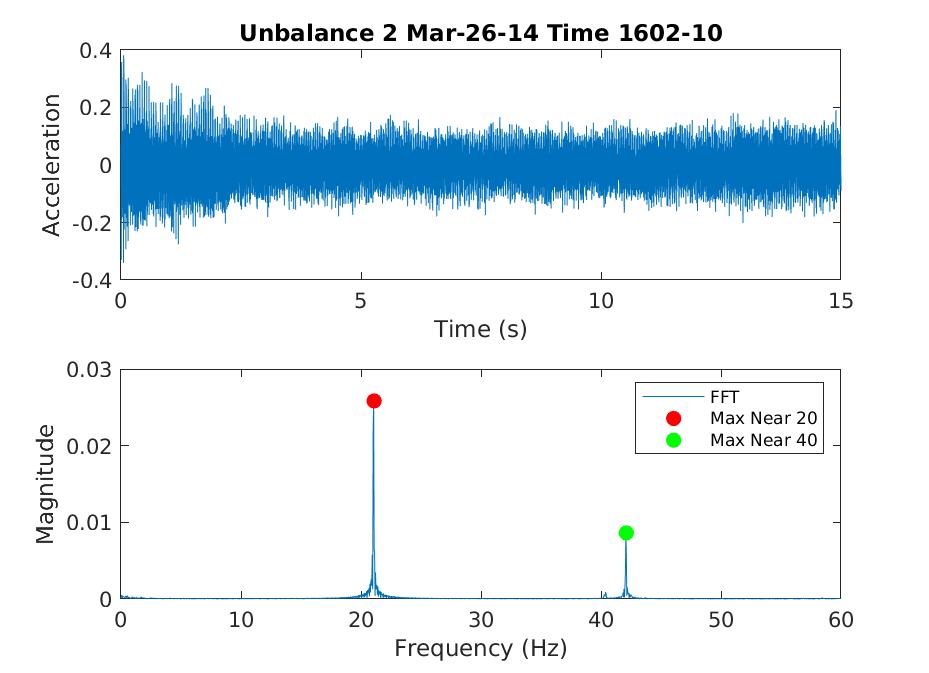 Unbalance 2 Mar-26-14 Time 1602-10
0.4
0.2
0
-0.2
-0.4
Acceleration
0 5 10 15
Time (s)
0.03
0.02
0.01
0
Magnitude
FFT
Max Near 20
Max Near 40
0 10 20 30 40 50 60
Frequency (Hz)